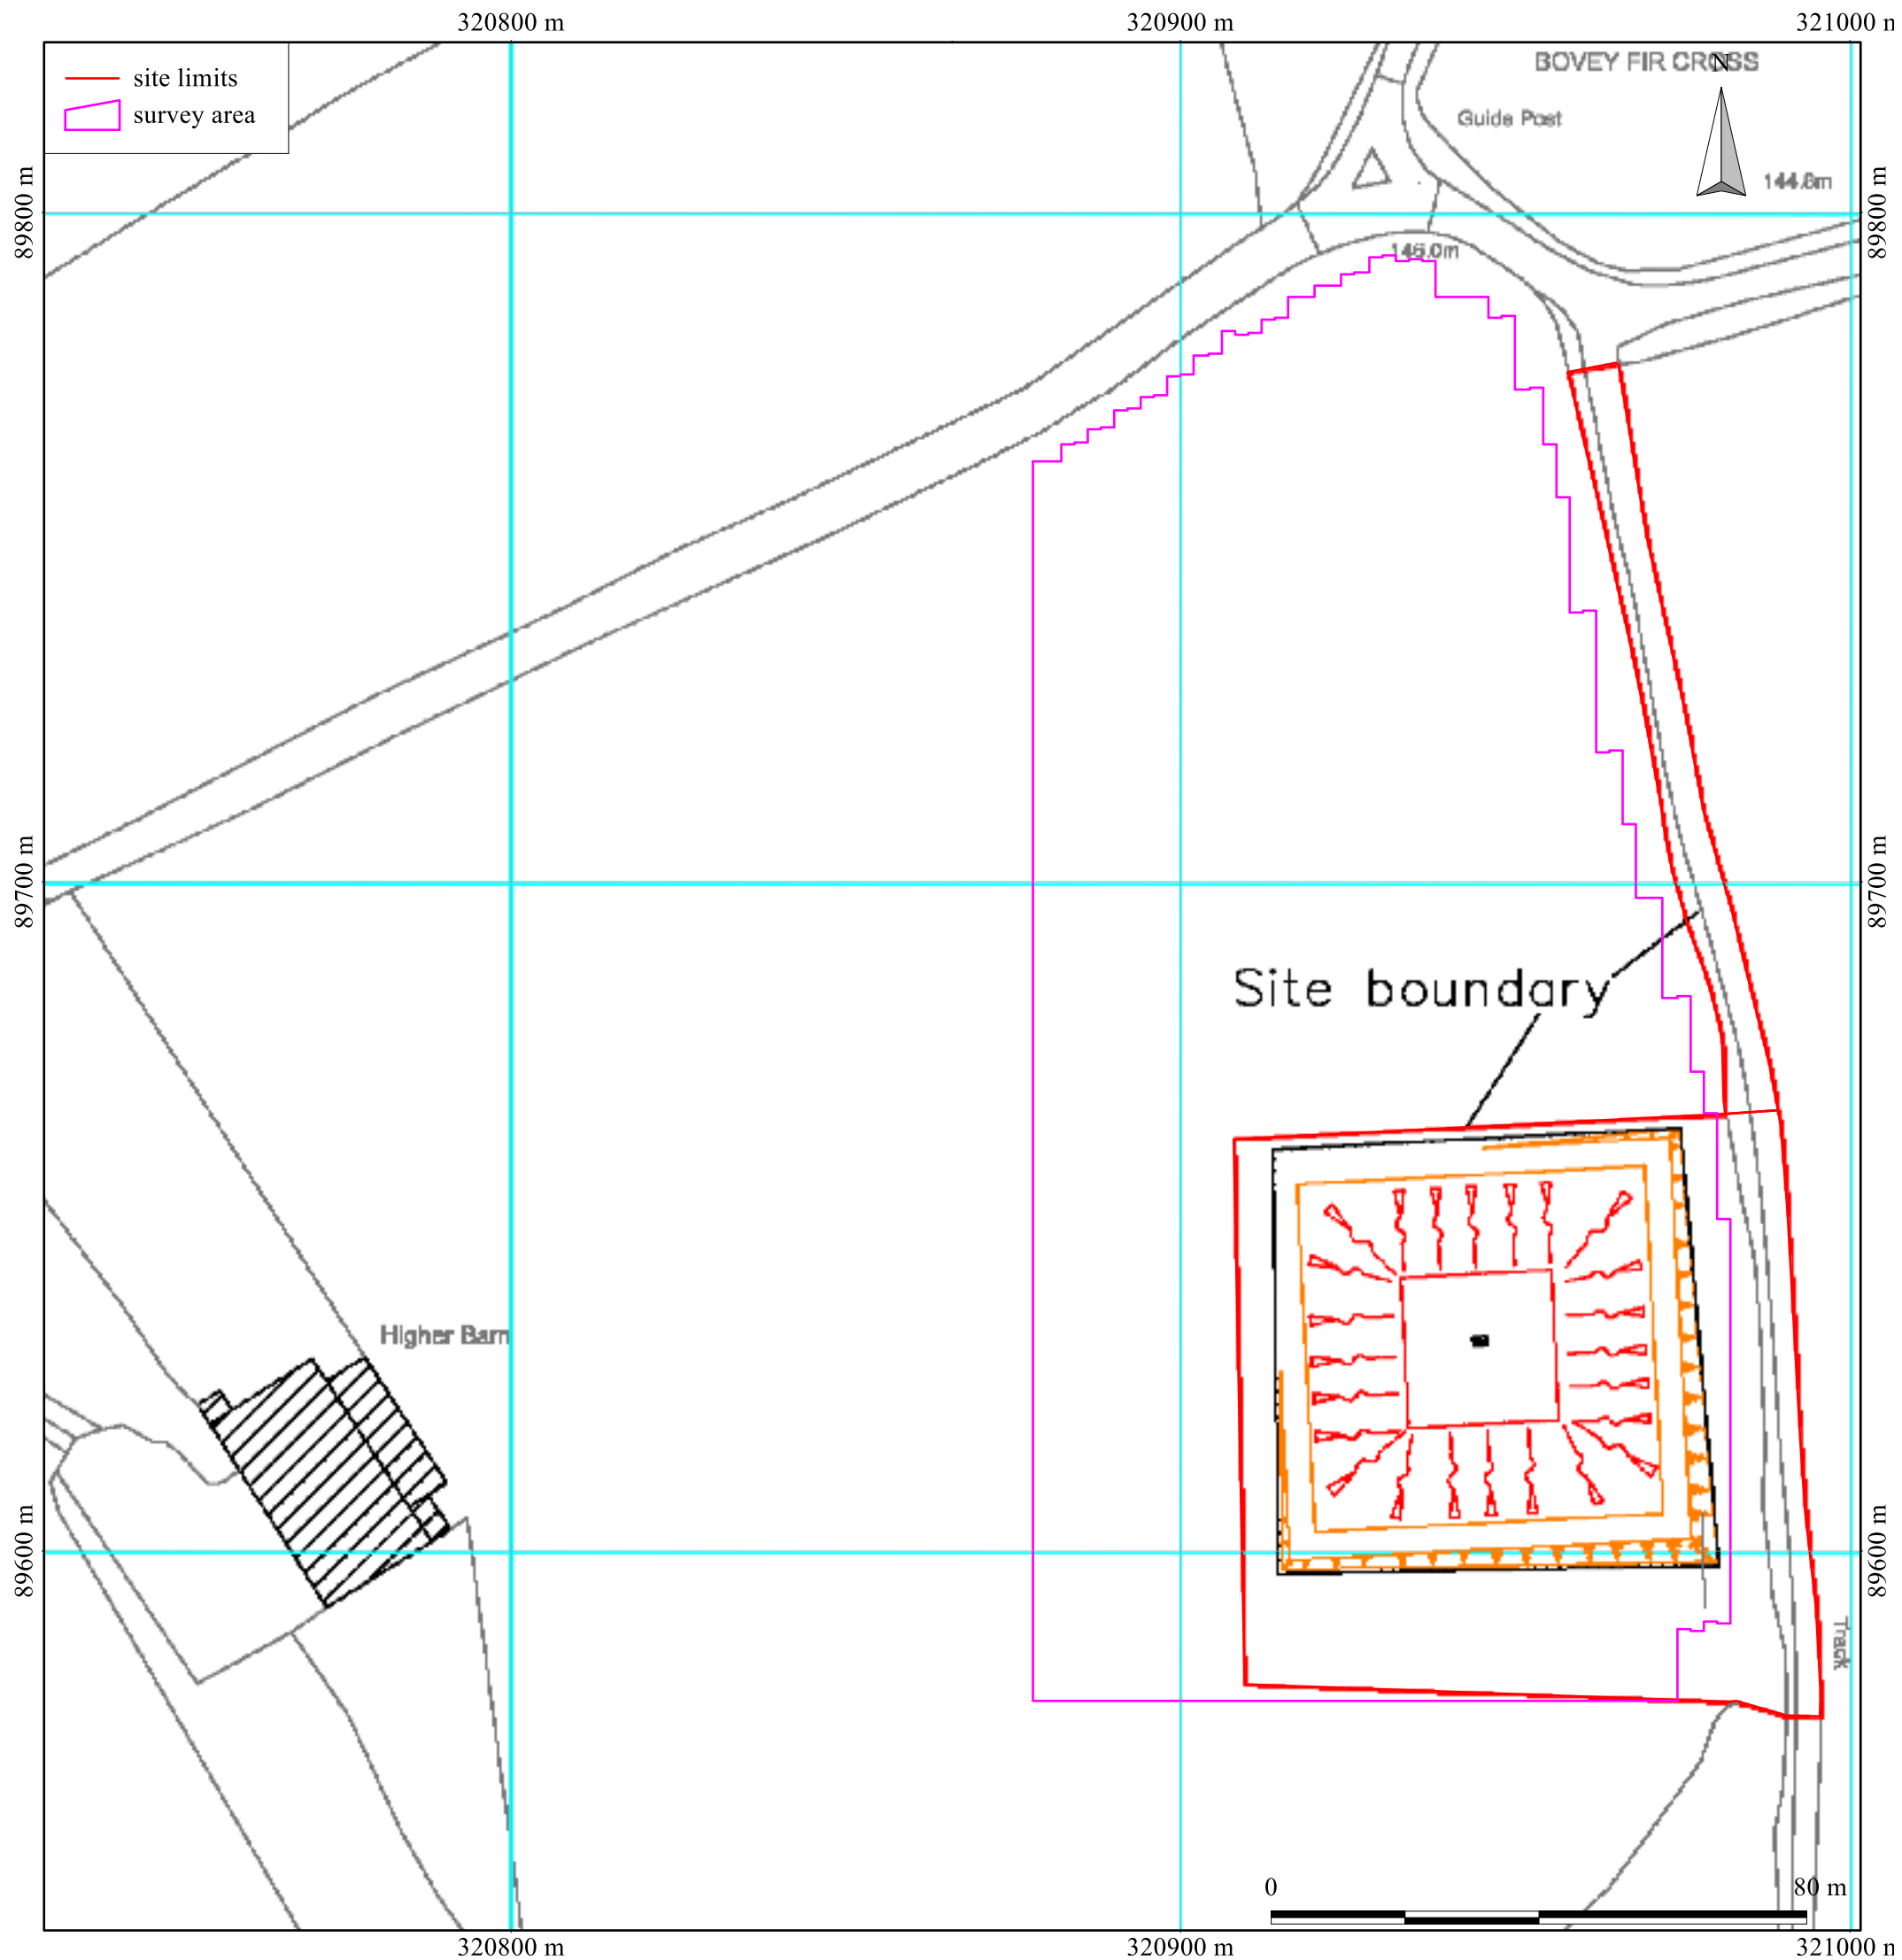 320800 m
320900 m
321000 m
site limits
survey area
BOVEY FIR CROSS
N
Guide Post
144.6m
89800 m
89800 m
146.0m
89700 m
89700 m
Site boundary
Higher Barn
89600 m
89600 m
Track
0
80 m
320800 m
320900 m
321000 m